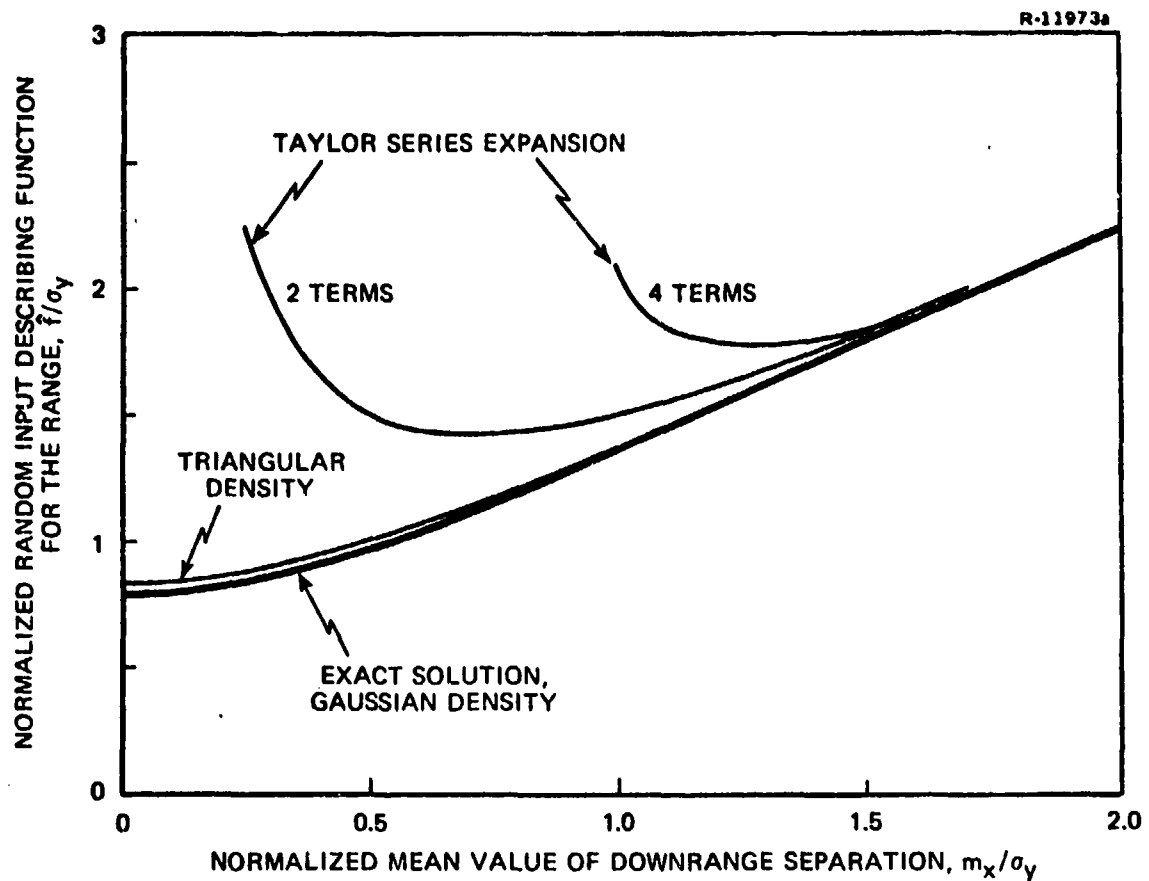 R-11973a
3
TAYLOR SERIES EXPANSION
2 TERMS
4 TERMS
2
TRIANGULAR
DENSITY
1
EXACT SOLUTION,
GAUSSIAN DENSITY
0
0
0.5
1.0
1.5
2.0
NORMALIZED MEAN VALUE OF DOWNRANGE SEPARATION, mx/σy
NORMALIZED RANDOM INPUT DESCRIBING FUNCTION
FOR THE RANGE, f̂/σy